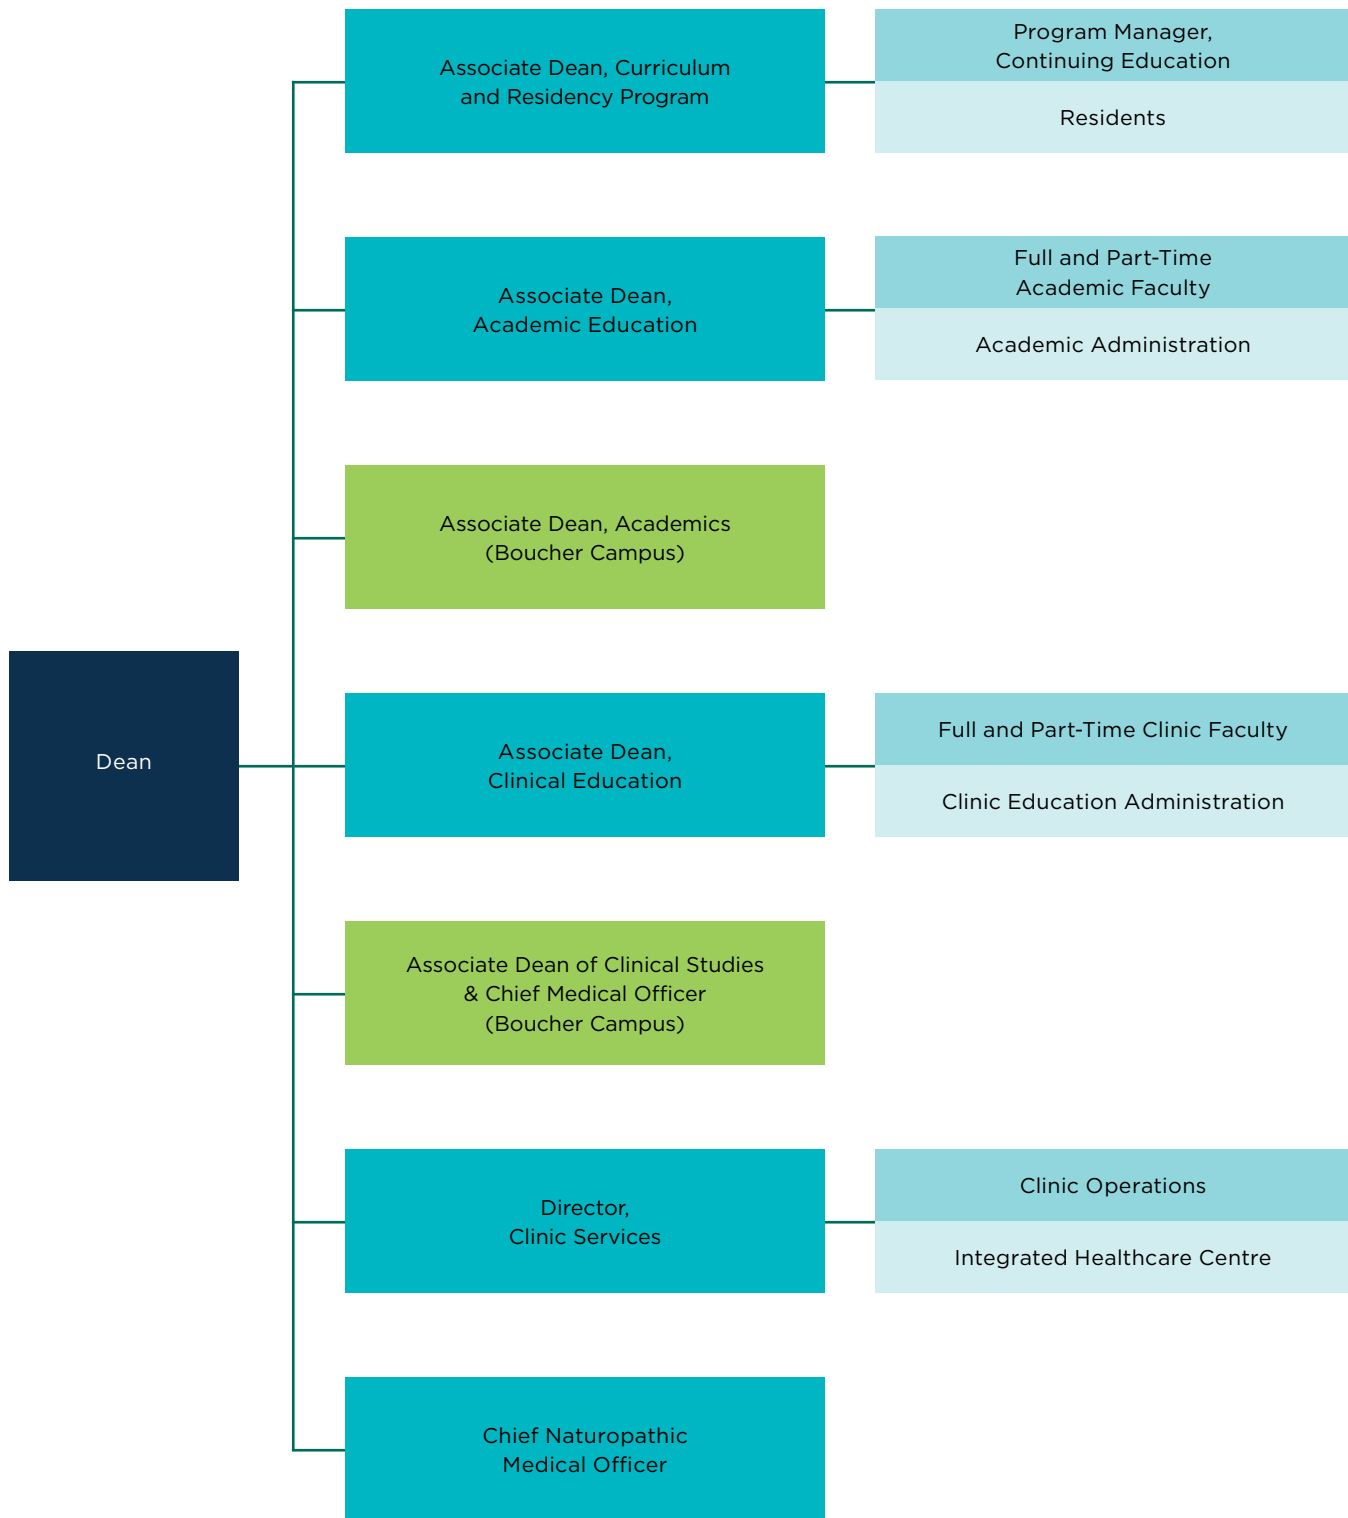 Associate Dean, Curriculum
and Residency Program
Program Manager,
Continuing Education
Residents
Associate Dean,
Academic Education
Full and Part-Time
Academic Faculty
Academic Administration
Associate Dean, Academics
(Boucher Campus)
Dean
Associate Dean,
Clinical Education
Full and Part-Time Clinic Faculty
Clinic Education Administration
Associate Dean of Clinical Studies
& Chief Medical Officer
(Boucher Campus)
Director,
Clinic Services
Clinic Operations
Integrated Healthcare Centre
Chief Naturopathic
Medical Officer